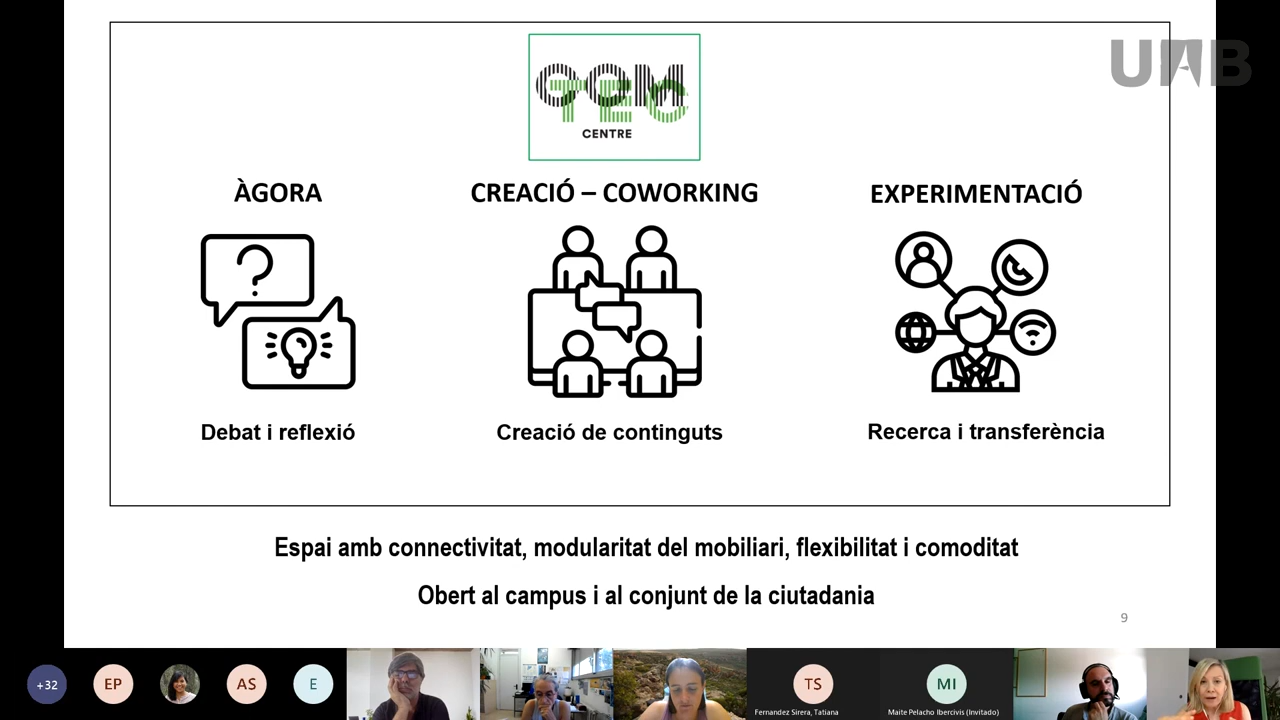 COM
TEC
CENTRE
UAB
ÀGORA
CREACIÓ – COWORKING
EXPERIMENTACIÓ
?
Debat i reflexió
Creació de continguts
Recerca i transferència
Espai amb connectivitat, modularitat del mobiliari, flexibilitat i comoditat
Obert al campus i al conjunt de la ciutadania
9
+32
EP
AS
E
TS
Fernandez Sirera, Tatiana
MI
Maite Pelacho Ibercivis (Invitado)